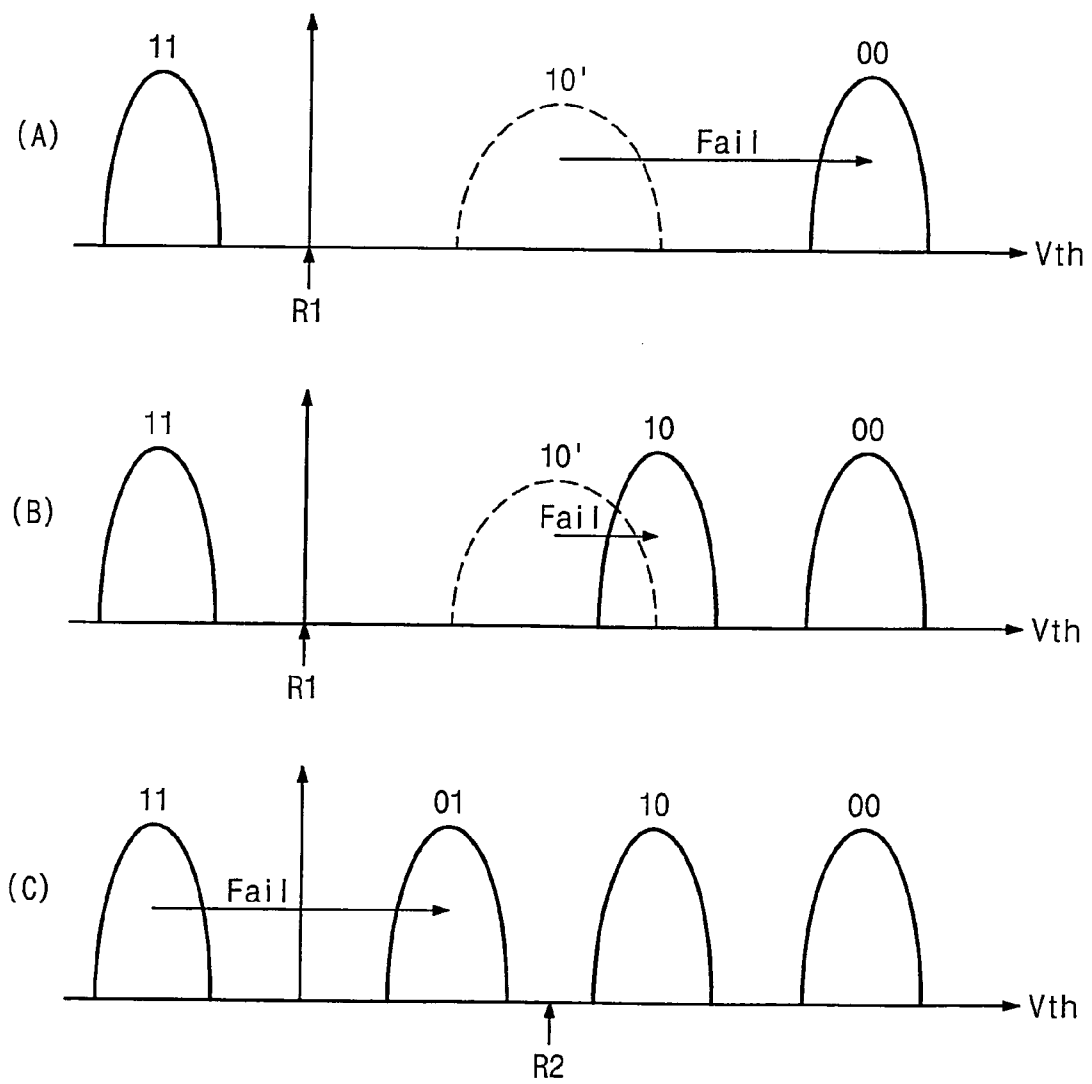 11 10' 00
(A) Fail
Vth
R1
11 10' 10 00
(B) Fail
Vth
R1
11 01 10 00
(C) Fail
Vth
R2